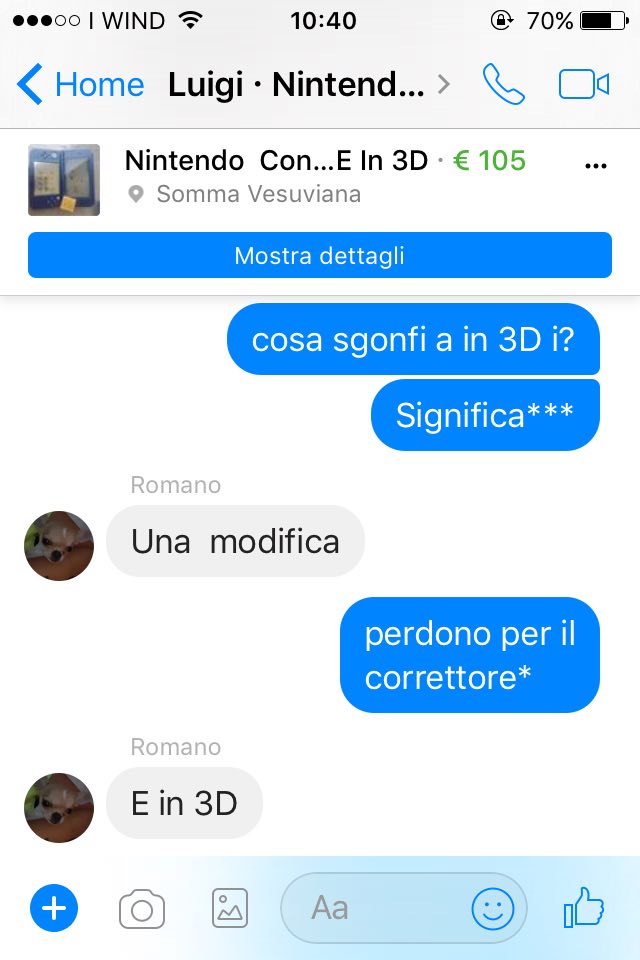 I WIND 10:40 70%
Home Luigi · Nintend...
Nintendo Con...E In 3D · € 105
Somma Vesuviana
Mostra dettagli
cosa sgonfi a in 3D i?
Significa***
Romano
Una modifica
perdono per il
correttore*
Romano
E in 3D
Aa